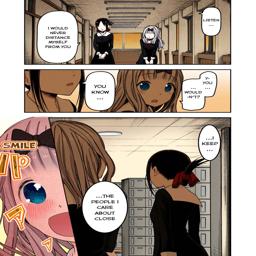 LISTEN...
I WOULD
NEVER
DISTANCE
MYSELF
FROM YOU
Y-
YOU
... WOULD
-N'T?
YOU
KNOW
...
...I
KEEP
...
...THE
PEOPLE I
CARE
ABOUT
CLOSE
SMILE